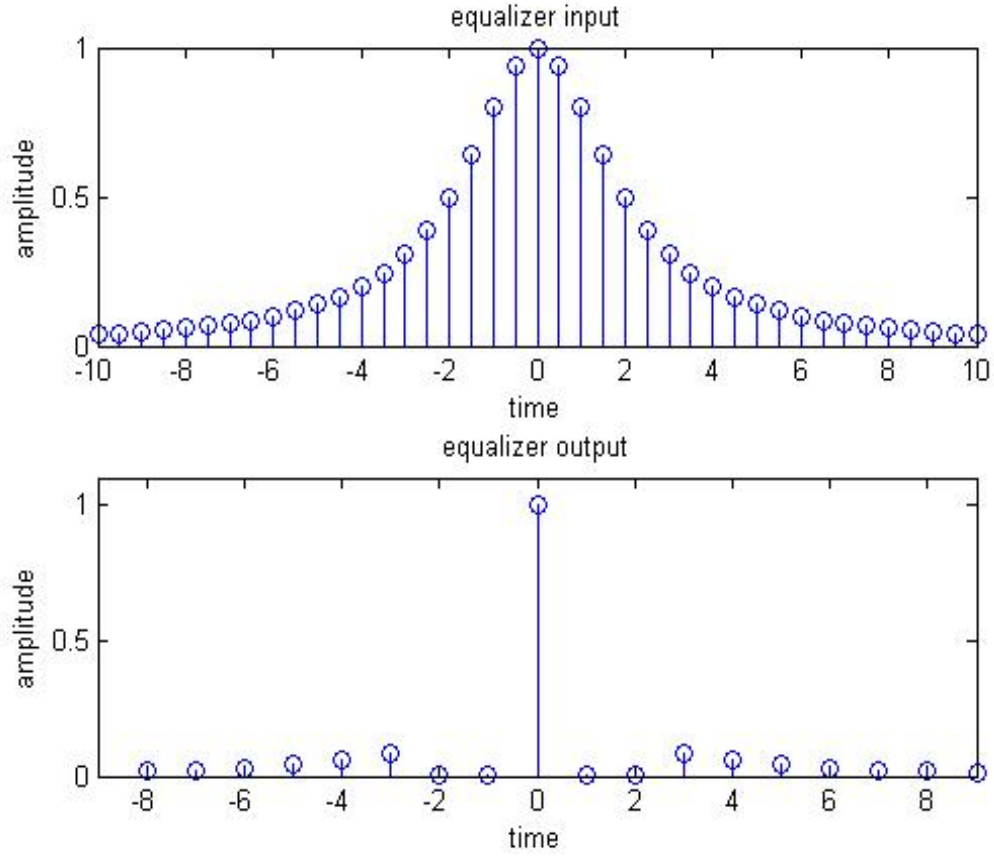 equalizer input
1
0.5
0
amplitude
-10 -8 -6 -4 -2 0 2 4 6 8 10
time
equalizer output
1
0.5
0
amplitude
-8 -6 -4 -2 0 2 4 6 8
time